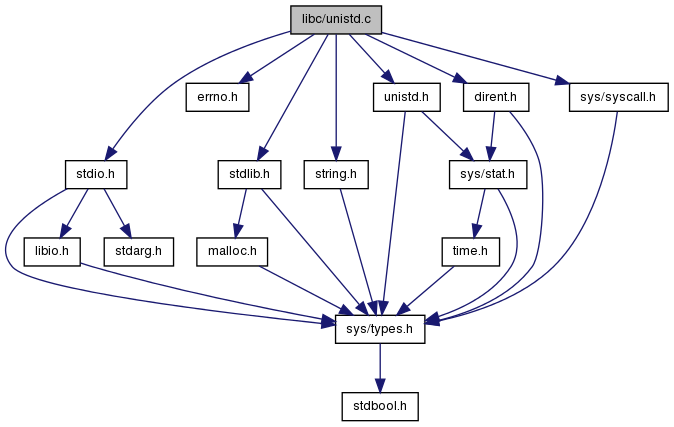 libc/unistd.c
errno.h
unistd.h
dirent.h
sys/syscall.h
stdio.h
stdlib.h
string.h
sys/stat.h
libio.h
stdarg.h
malloc.h
time.h
sys/types.h
stdbool.h